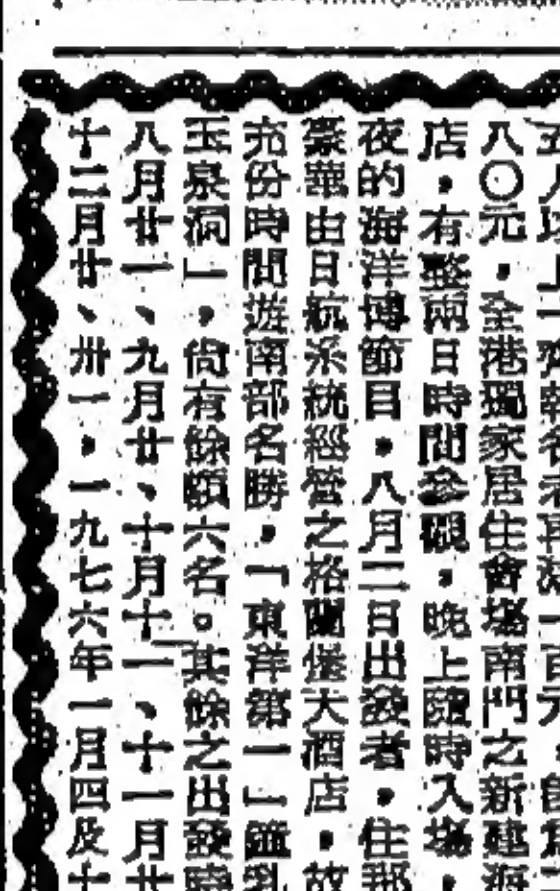 八〇元，全港獨家居住會場南門之新建海
店，有整兩日時間參觀，晚上隨時入場，
夜的海洋博節目，八月二日出發者，住那
豪華由日航系統經營之格蘭堡大酒店，故
充份時間遊南部名勝，「東洋第一」鐘乳
玉泉洞」，尙有餘額六名。其餘之出發時
八月廿一、九月廿、十月十一、十一月廿
十二月廿、卅一，一九七六年一月四及十